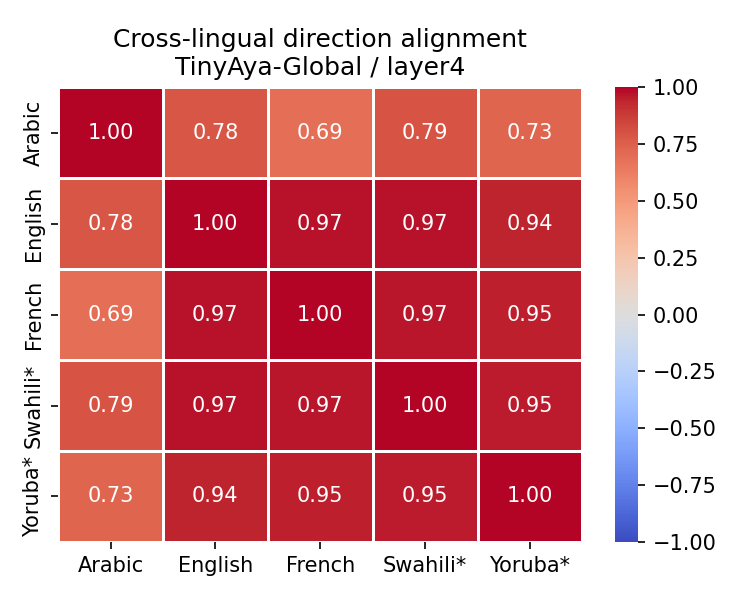 Cross-lingual direction alignment
TinyAya-Global / layer4
Arabic 1.00 0.78 0.69 0.79 0.73
English 0.78 1.00 0.97 0.97 0.94
French 0.69 0.97 1.00 0.97 0.95
Swahili* 0.79 0.97 0.97 1.00 0.95
Yoruba* 0.73 0.94 0.95 0.95 1.00
Arabic English French Swahili* Yoruba*
1.00
0.75
0.50
0.25
0.00
−0.25
−0.50
−0.75
−1.00